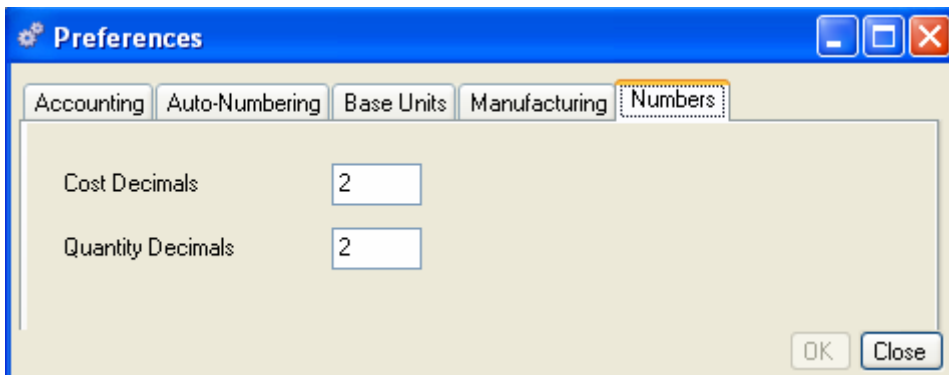 Preferences
Accounting Auto-Numbering Base Units Manufacturing Numbers
Cost Decimals 2
Quantity Decimals 2
OK Close